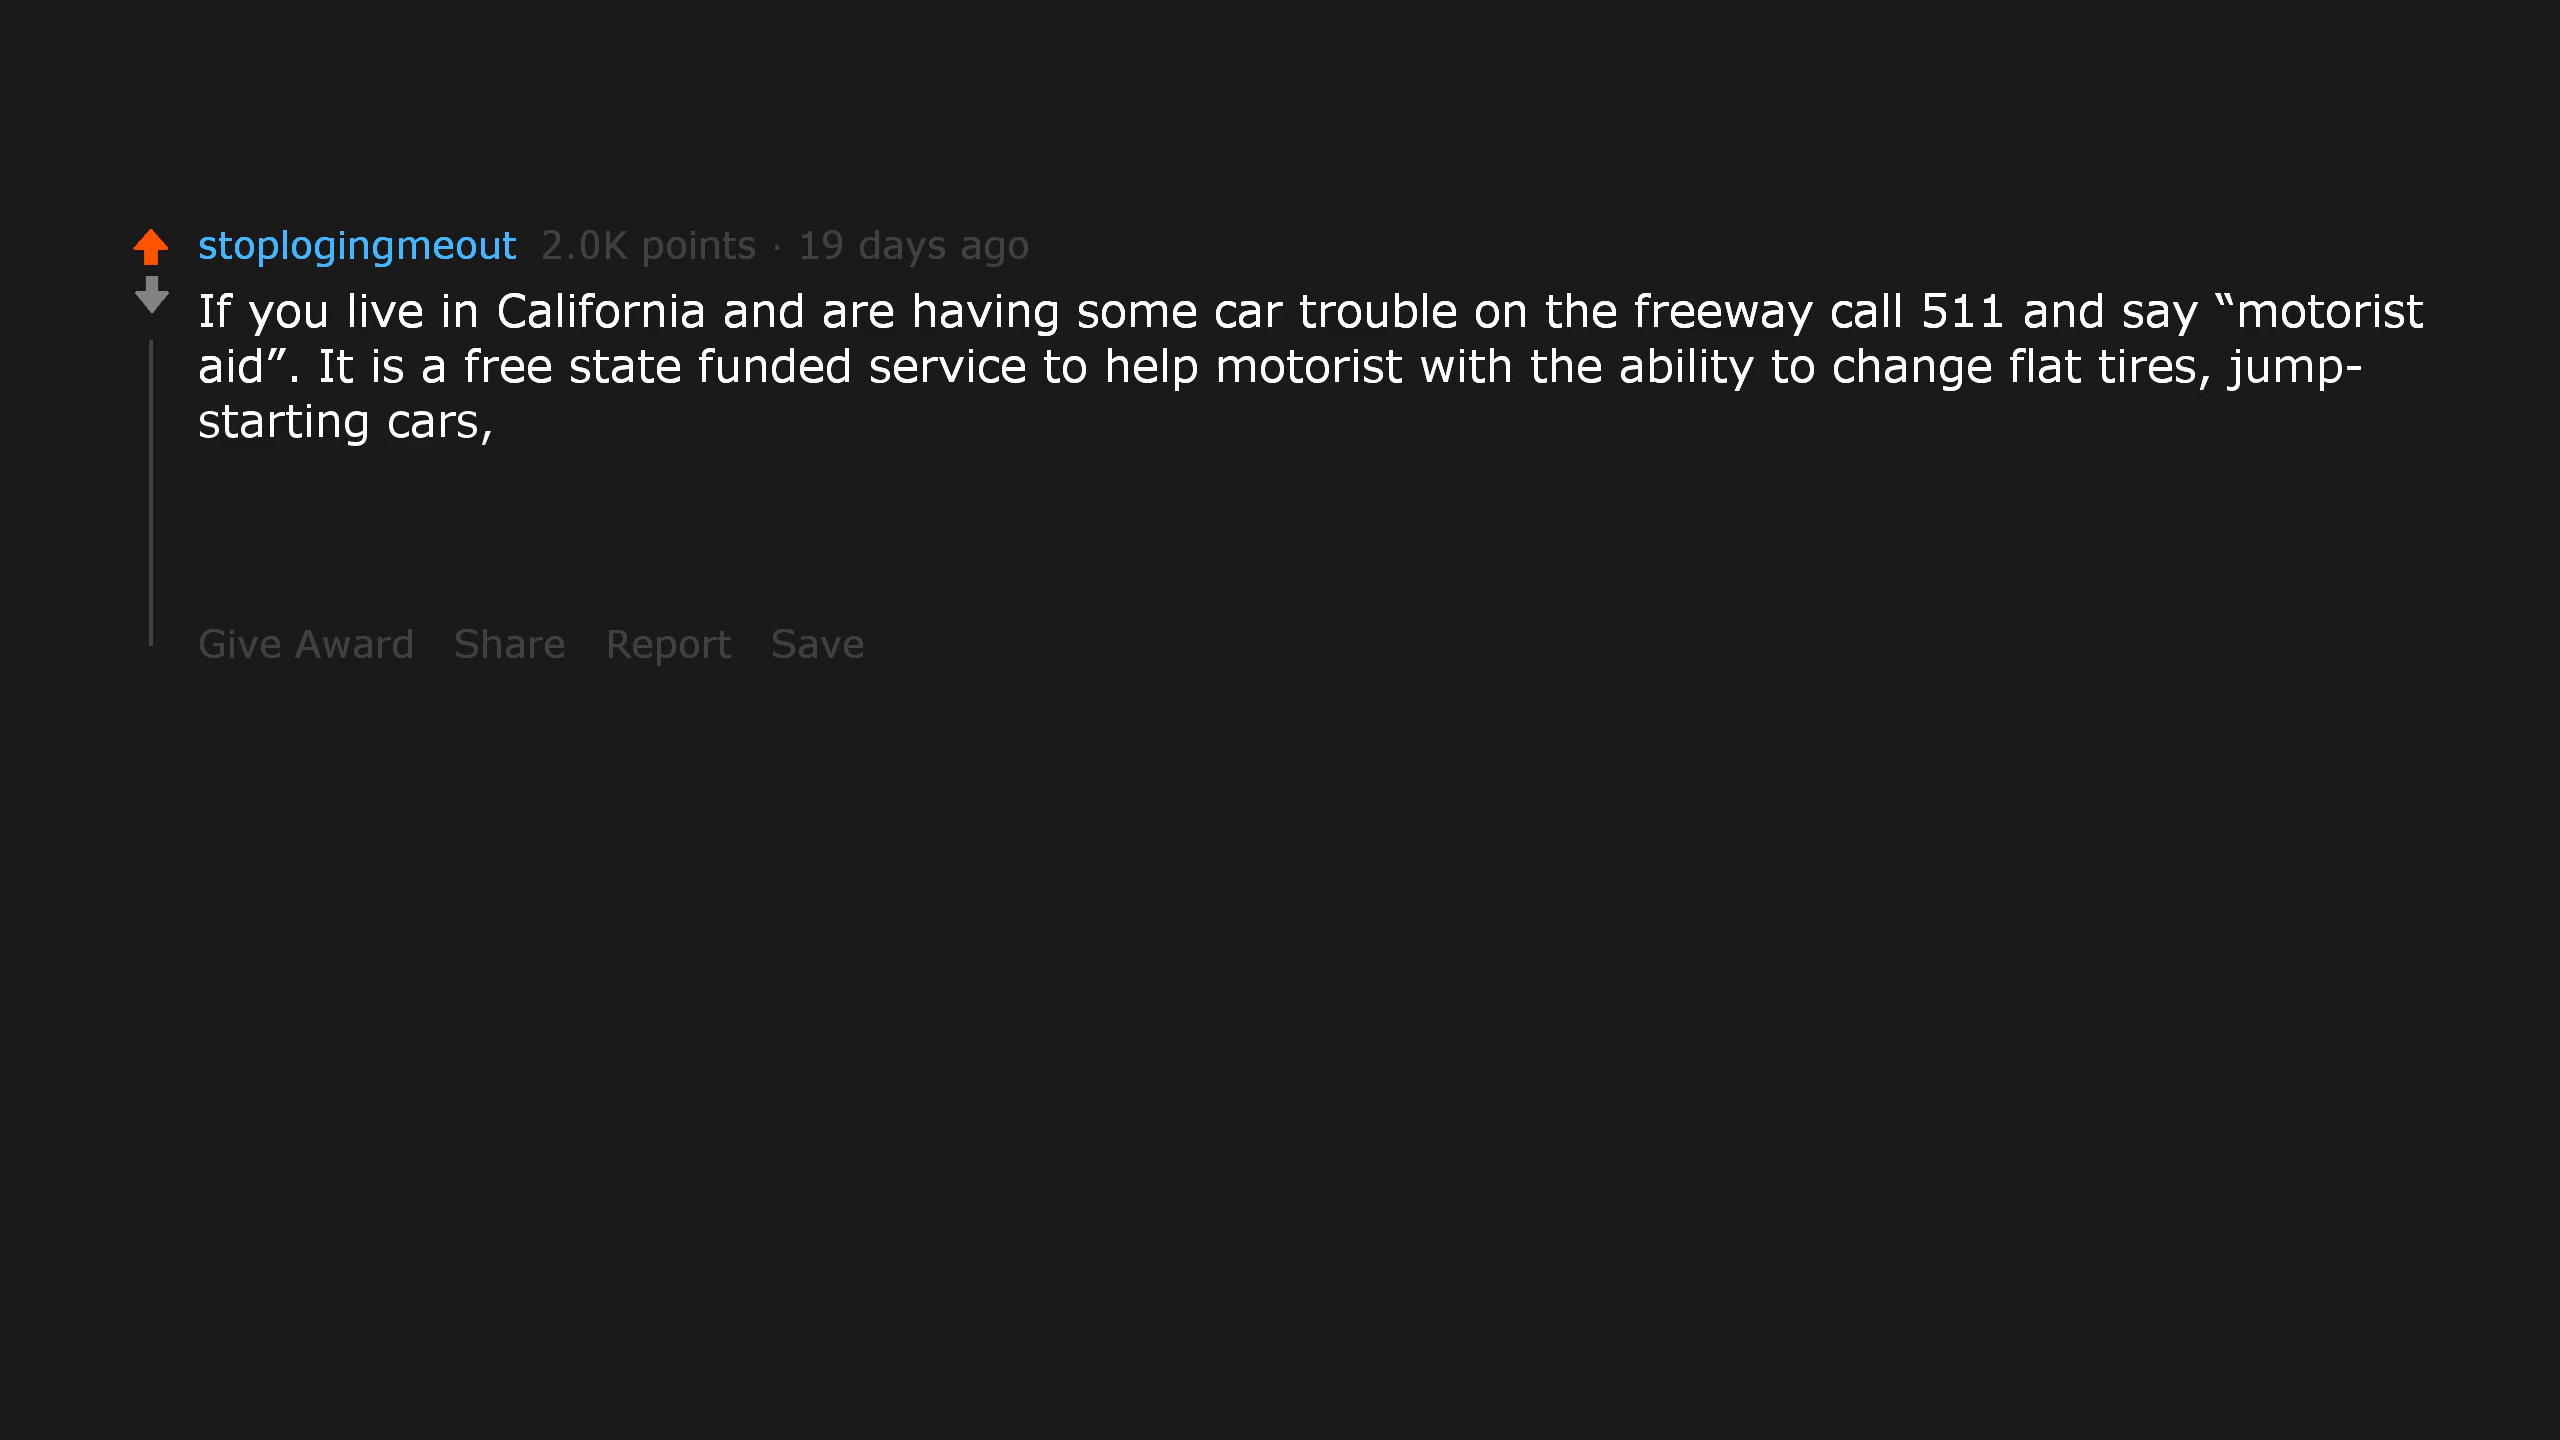 stoplogingmeout 2.0K points · 19 days ago
If you live in California and are having some car trouble on the freeway call 511 and say “motorist
aid”. It is a free state funded service to help motorist with the ability to change flat tires, jump-
starting cars,
Give Award Share Report Save